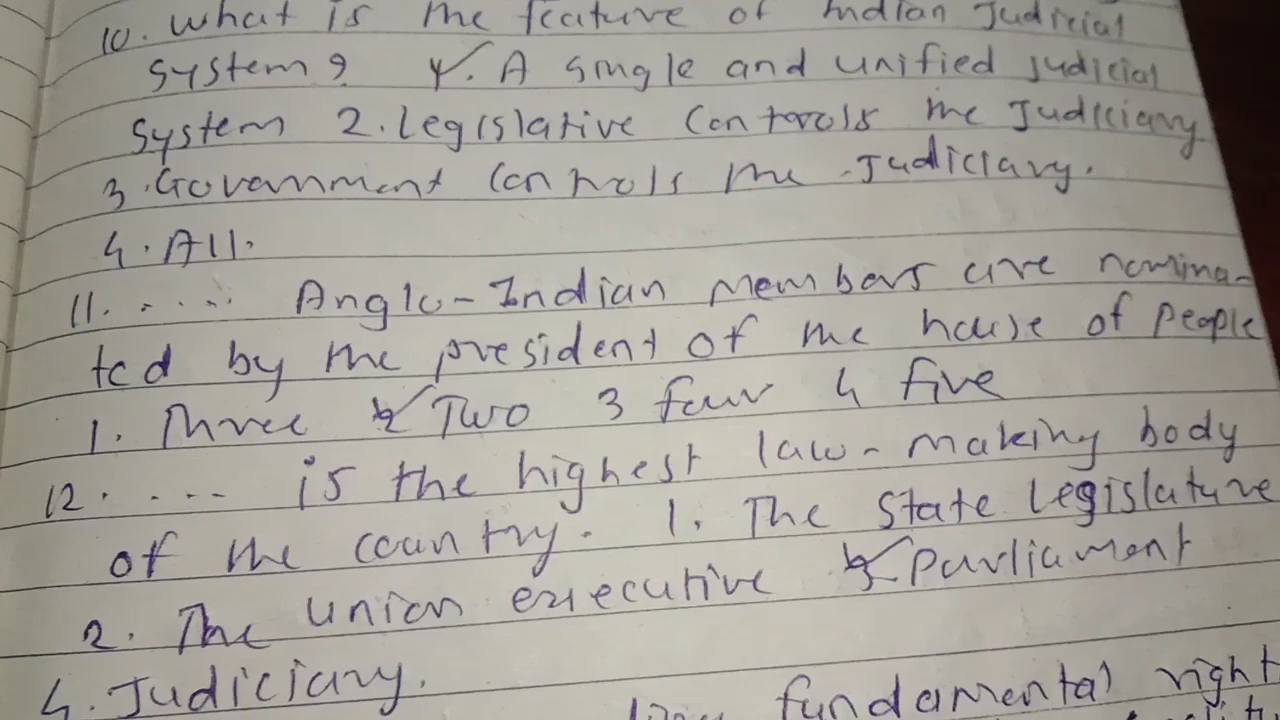 10. What is the feature of Indian Judicial
System? 1. A single and unified judicial
System 2. Legislative Controls the Judiciary
3. Government Controls the Judiciary.
4. All.
11. ..... Anglo-Indian members are nomina-
ted by the president of the house of people
1. Three 2 Two 3 four 4 five
12. .... is the highest law-making body
of the country. 1. The State legislature
2. The union executive 3 Parliament
4. Judiciary.
fundamental right